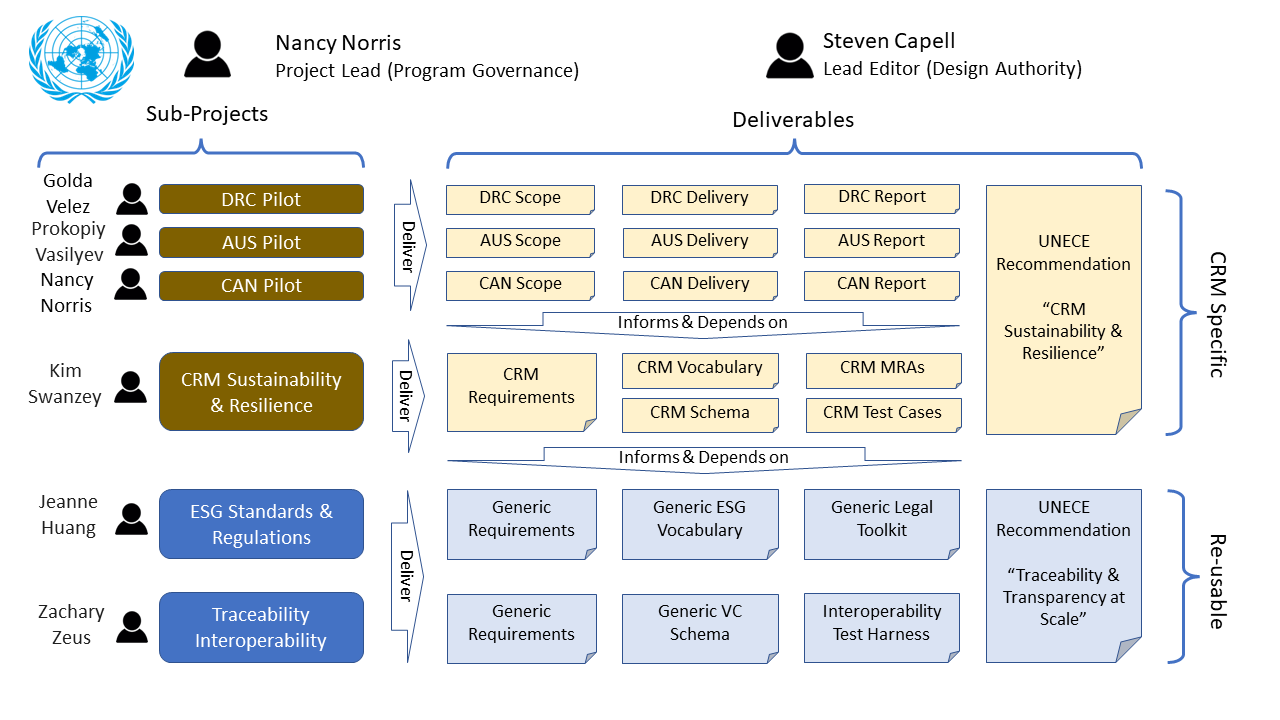 Nancy Norris
Project Lead (Program Governance)
Steven Capell
Lead Editor (Design Authority)
Sub-Projects
Deliverables
Golda
Velez
DRC Pilot
Prokopiy
Vasilyev
AUS Pilot
Nancy
Norris
CAN Pilot
Deliver
DRC Scope
DRC Delivery
DRC Report
AUS Scope
AUS Delivery
AUS Report
CAN Scope
CAN Delivery
CAN Report
Informs & Depends on
UNECE
Recommendation
“CRM
Sustainability &
Resilience”
CRM Specific
Kim
Swanzey
CRM Sustainability
& Resilience
Deliver
CRM
Requirements
CRM Vocabulary
CRM MRAs
CRM Schema
CRM Test Cases
Informs & Depends on
Jeanne
Huang
ESG Standards &
Regulations
Zachary
Zeus
Traceability
Interoperability
Deliver
Generic
Requirements
Generic ESG
Vocabulary
Generic Legal
Toolkit
Generic
Requirements
Generic VC
Schema
Interoperability
Test Harness
UNECE
Recommendation
“Traceability &
Transparency at
Scale”
Re-usable